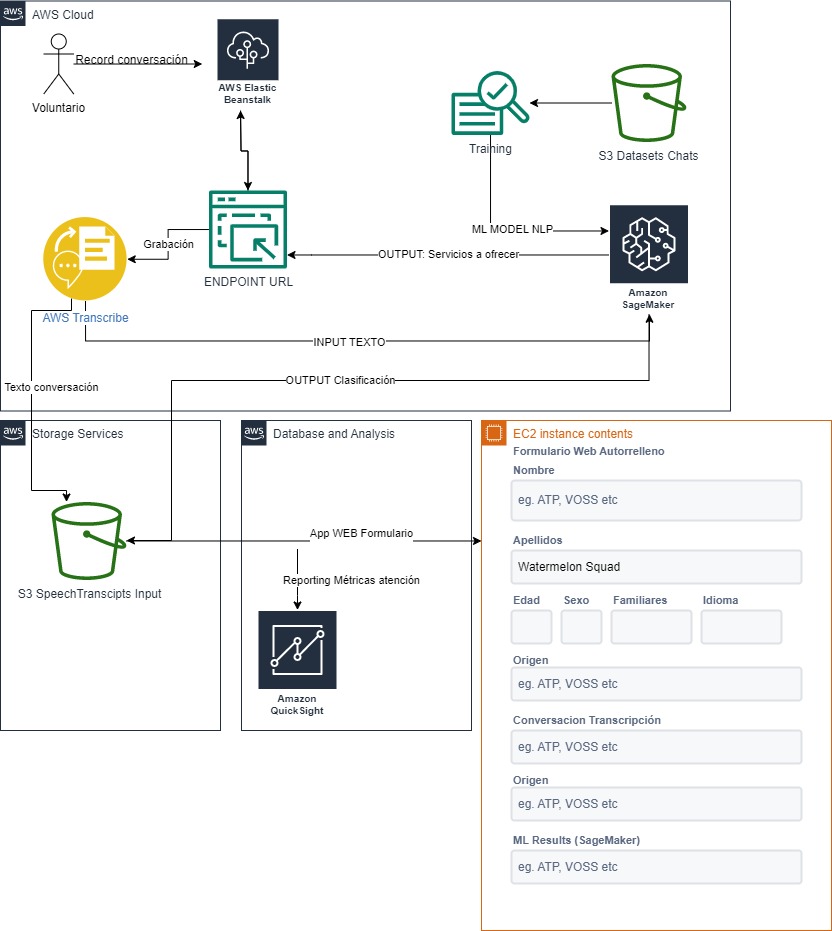 aws
AWS Cloud
Record conversación
Voluntario
AWS Elastic
Beanstalk
Training
S3 Datasets Chats
Grabación
ENDPOINT URL
ML MODEL NLP
OUTPUT: Servicios a ofrecer
Amazon
SageMaker
AWS Transcribe
INPUT TEXTO
OUTPUT Clasificación
Texto conversación
aws
Storage Services
S3 SpeechTranscipts Input
aws
Database and Analysis
App WEB Formulario
Reporting Métricas atención
Amazon
QuickSight
EC2 instance contents
Formulario Web Autorrelleno
Nombre
eg. ATP, VOSS etc
Apellidos
Watermelon Squad
Edad Sexo Familiares Idioma
Origen
eg. ATP, VOSS etc
Conversacion Transcripción
eg. ATP, VOSS etc
Origen
eg. ATP, VOSS etc
ML Results (SageMaker)
eg. ATP, VOSS etc